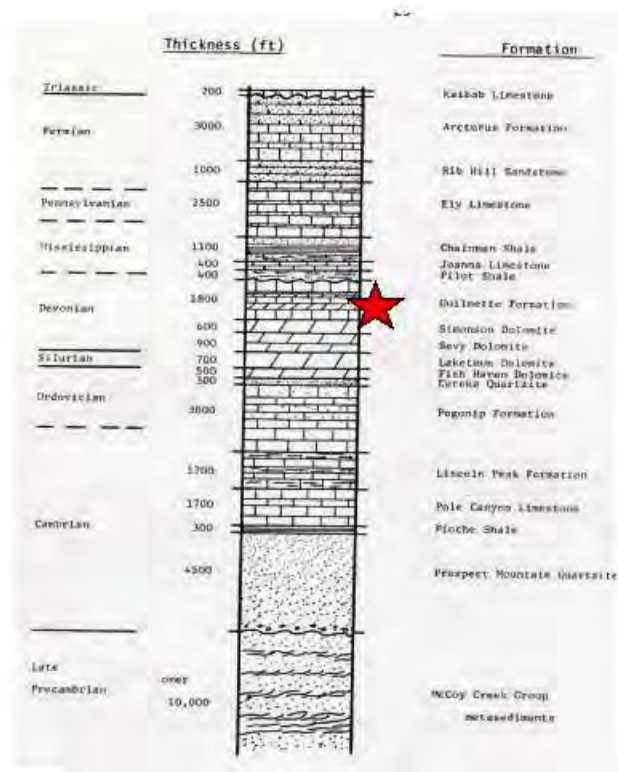 Thickness (ft) Formation
Triassic 200 Kaibab Limestone
Permian 3000 Arcturus Formation
1000 Rib Hill Sandstone
Pennsylvanian 2500 Ely Limestone
Mississippian 1100 Chainman Shale
400 Joanna Limestone
400 Pilot Shale
Devonian 1800 Guilmette Formation
600 Simonson Dolomite
900 Sevy Dolomite
Silurian 700 Laketown Dolomite
500 Fish Haven Dolomite
300 Eureka Quartzite
Ordovician Pogonip Formation
Lincoln Peak Formation
1700 Pole Canyon Limestone
Cambrian 300 Pioche Shale
4500 Prospect Mountain Quartzite
Late
Precambrian over
10,000 McCoy Creek Group
metasediments